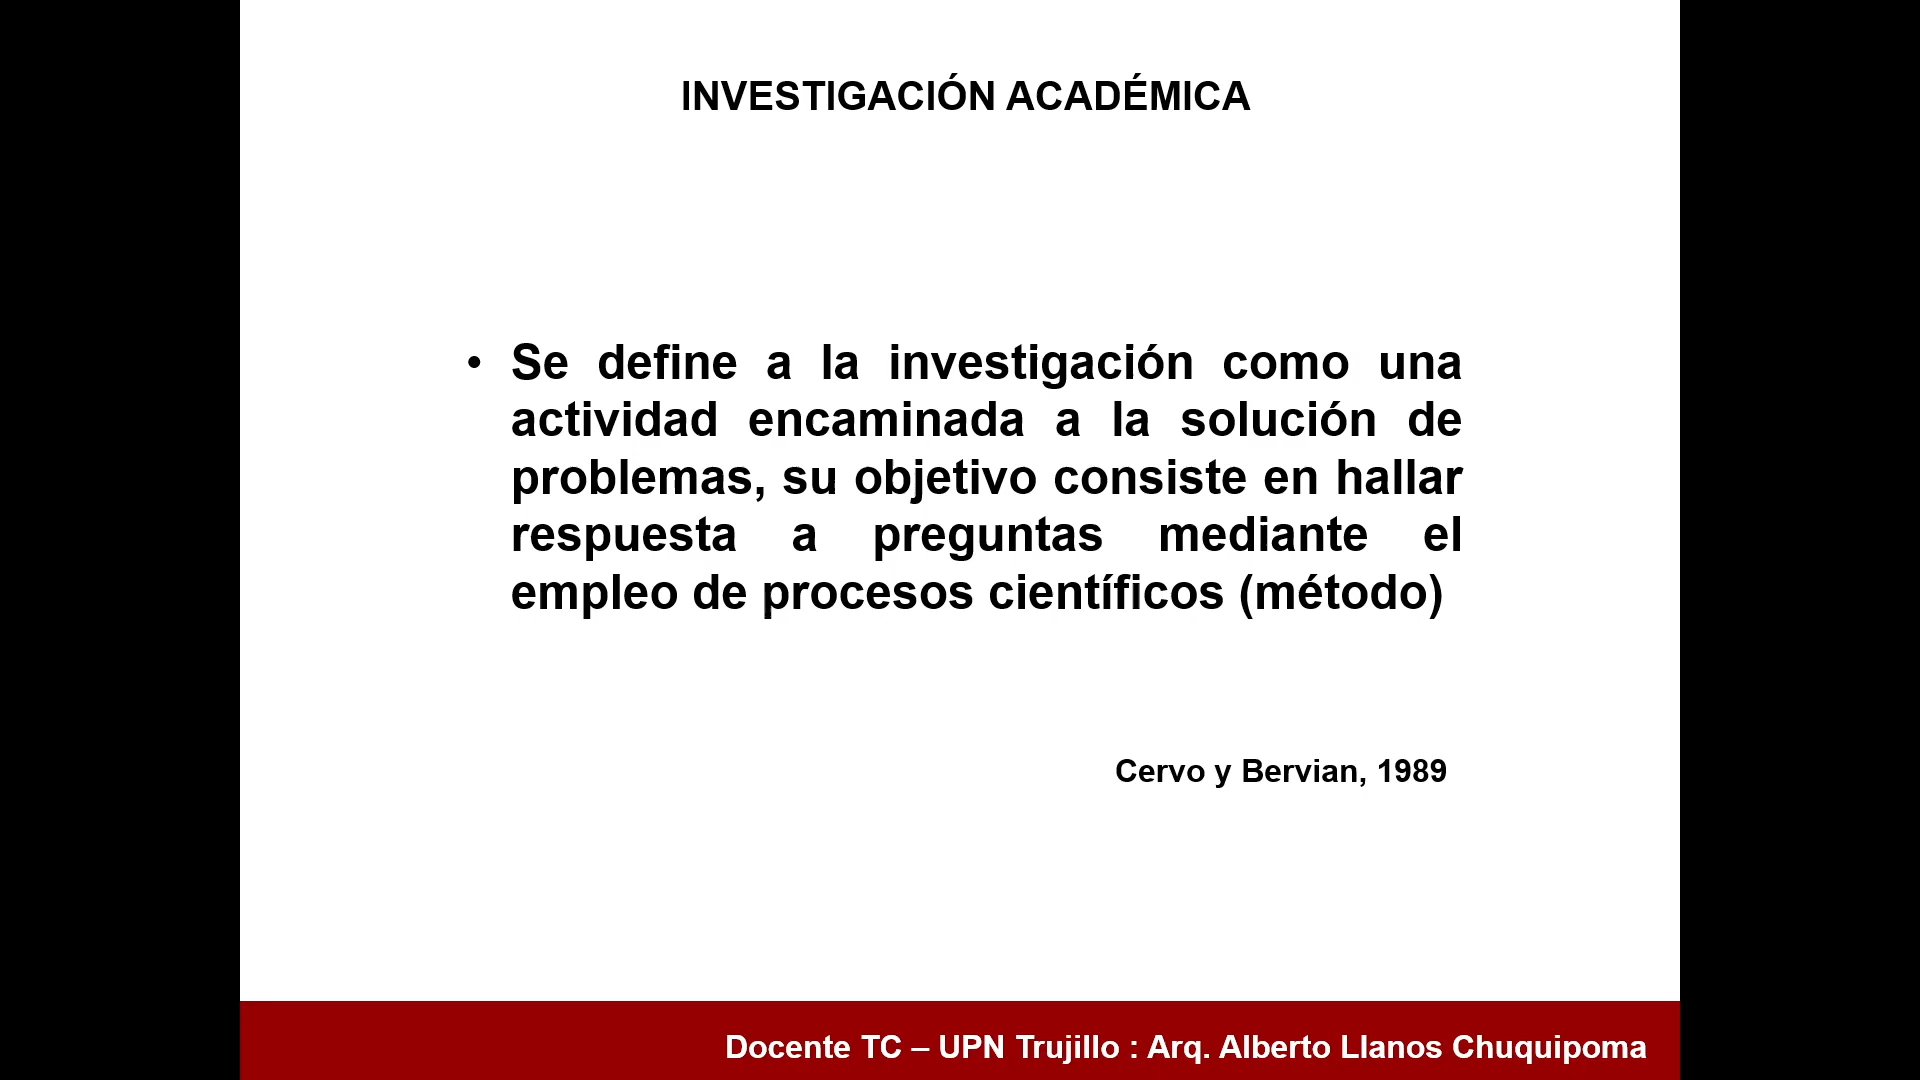 INVESTIGACIÓN ACADÉMICA
• Se define a la investigación como una
actividad encaminada a la solución de
problemas, su objetivo consiste en hallar
respuesta a preguntas mediante el
empleo de procesos científicos (método)
Cervo y Bervian, 1989
Docente TC – UPN Trujillo : Arq. Alberto Llanos Chuquipoma